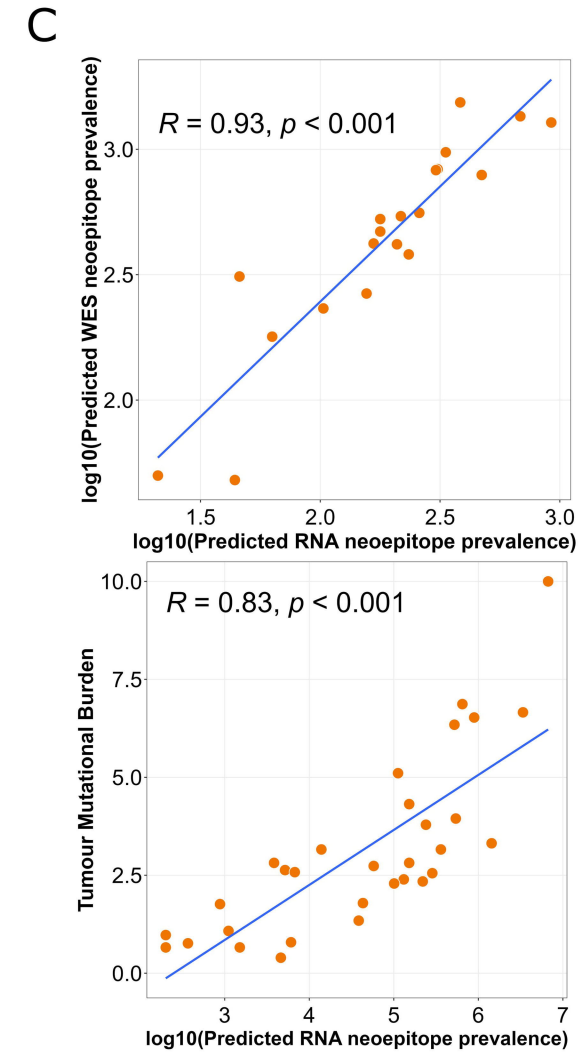 C
log10(Predicted WES neoepitope prevalence)
R = 0.93, p < 0.001
3.0
2.5
2.0
1.5 2.0 2.5 3.0
log10(Predicted RNA neoepitope prevalence)
Tumour Mutational Burden
R = 0.83, p < 0.001
10.0
7.5
5.0
2.5
0.0
3 4 5 6 7
log10(Predicted RNA neoepitope prevalence)